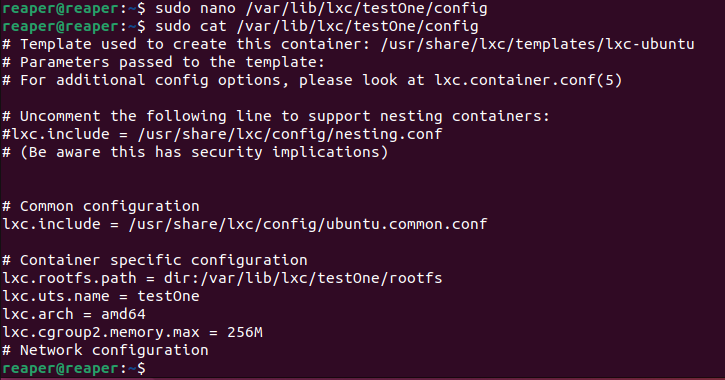 reaper@reaper:~$ sudo nano /var/lib/lxc/testOne/config
reaper@reaper:~$ sudo cat /var/lib/lxc/testOne/config
# Template used to create this container: /usr/share/lxc/templates/lxc-ubuntu
# Parameters passed to the template:
# For additional config options, please look at lxc.container.conf(5)
# Uncomment the following line to support nesting containers:
#lxc.include = /usr/share/lxc/config/nesting.conf
# (Be aware this has security implications)
# Common configuration
lxc.include = /usr/share/lxc/config/ubuntu.common.conf
# Container specific configuration
lxc.rootfs.path = dir:/var/lib/lxc/testOne/rootfs
lxc.uts.name = testOne
lxc.arch = amd64
lxc.cgroup2.memory.max = 256M
# Network configuration
reaper@reaper:~$